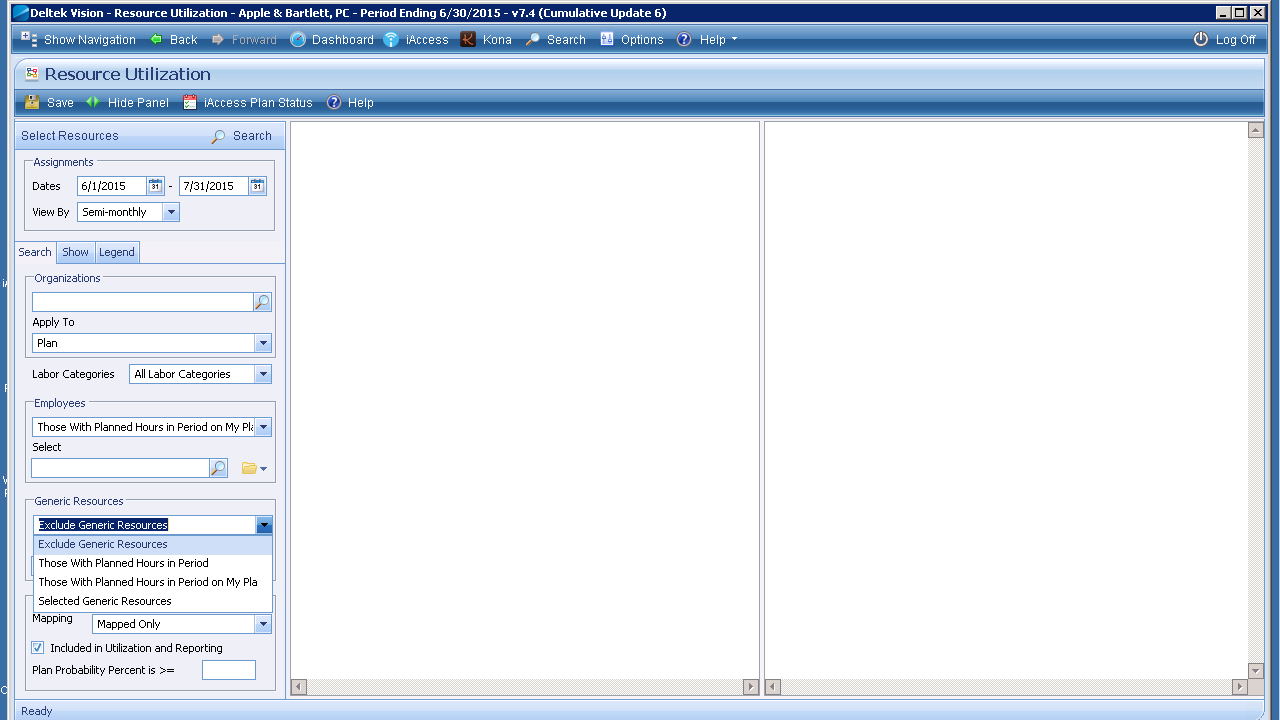 Deltek Vision - Resource Utilization - Apple & Bartlett, PC - Period Ending 6/30/2015 - v7.4 (Cumulative Update 6)
Show Navigation Back Forward Dashboard iAccess Kona Search Options Help Log Off
Resource Utilization
Save Hide Panel iAccess Plan Status Help
Select Resources Search
Assignments
Dates 6/1/2015 31 - 7/31/2015 31
View By Semi-monthly
Search Show Legend
Organizations
Apply To
Plan
Labor Categories All Labor Categories
Employees
Those With Planned Hours in Period on My Pla
Select
Generic Resources
Exclude Generic Resources
Exclude Generic Resources
Those With Planned Hours in Period
Those With Planned Hours in Period on My Pla
Selected Generic Resources
Mapping Mapped Only
Included in Utilization and Reporting
Plan Probability Percent is >=
Ready